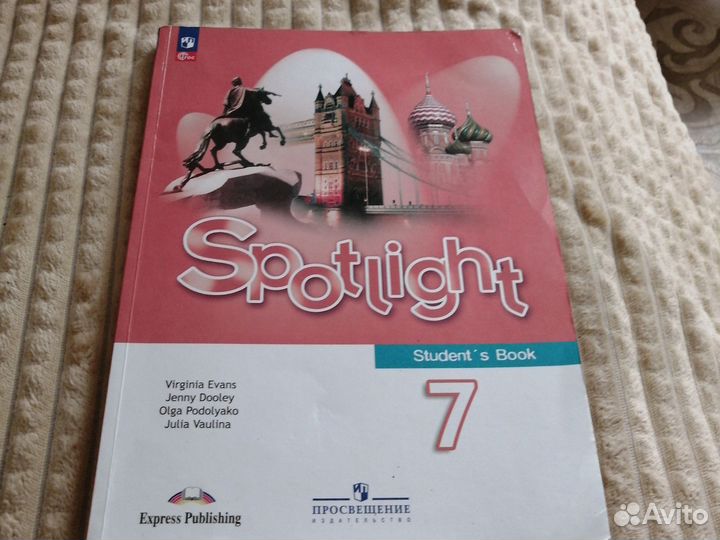 Spotlight
Student's Book
7
Virginia Evans
Jenny Dooley
Olga Podolyako
Julia Vaulina
Express Publishing
ПРОСВЕЩЕНИЕ
ИЗДАТЕЛЬСТВО
Avito